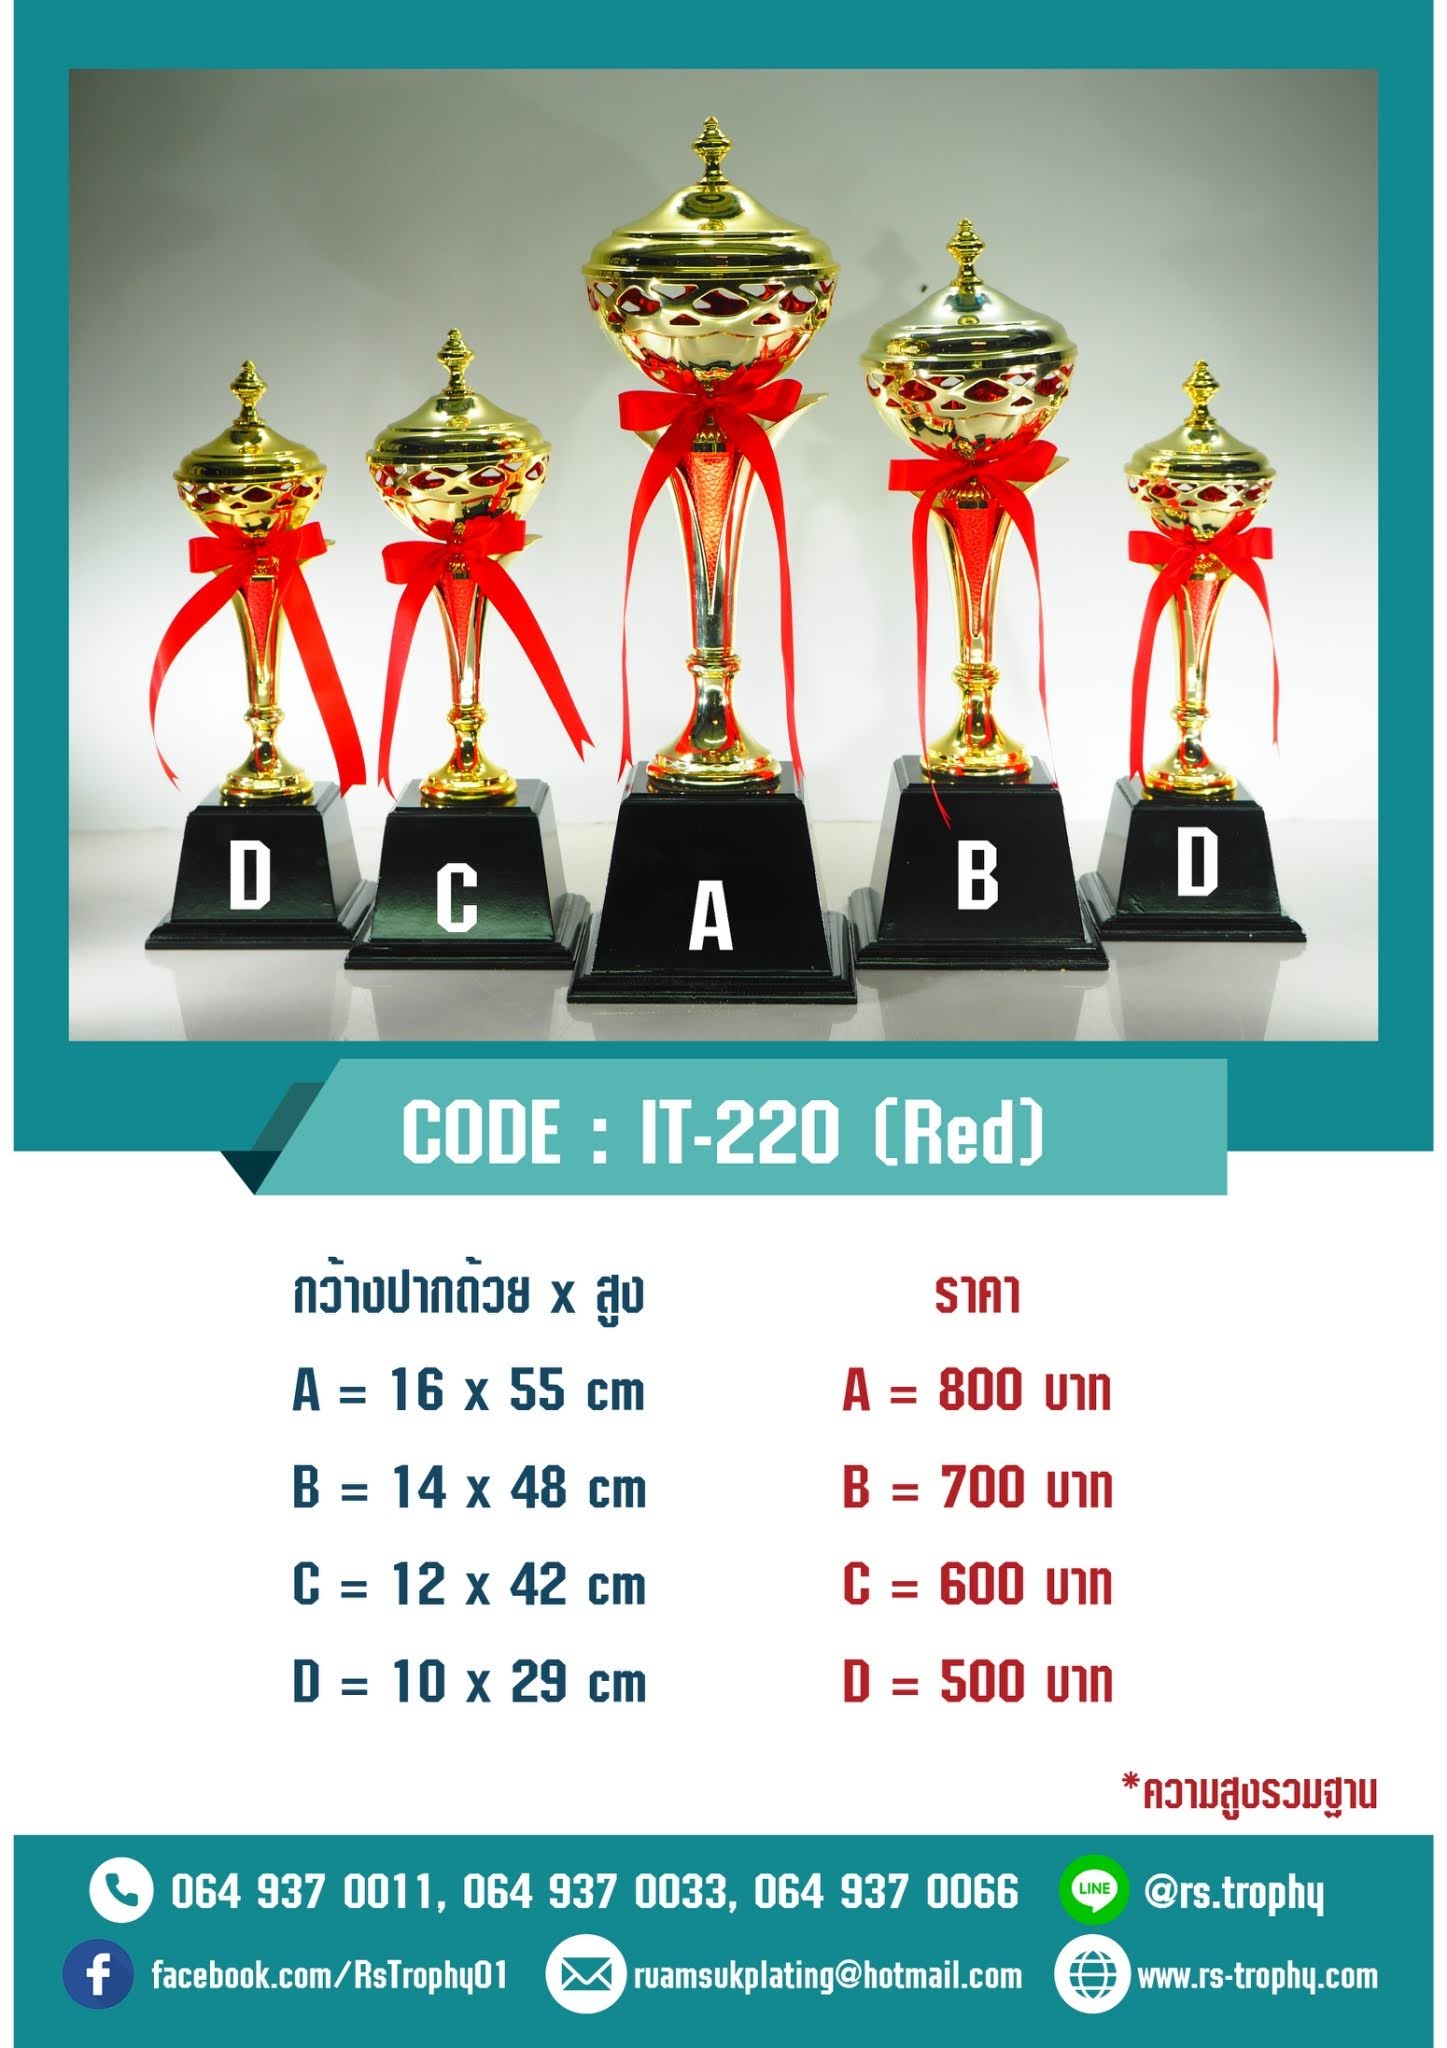 D
C
A
B
D
CODE : IT-220 (Red)
กว้างปากถ้วย x สูง
A = 16 x 55 cm
B = 14 x 48 cm
C = 12 x 42 cm
D = 10 x 29 cm
ราคา
A = 800 บาท
B = 700 บาท
C = 600 บาท
D = 500 บาท
*ความสูงรวมฐาน
064 937 0011, 064 937 0033, 064 937 0066
LINE @rs.trophy
facebook.com/RsTrophy01
ruamsukplating@hotmail.com
www.rs-trophy.com